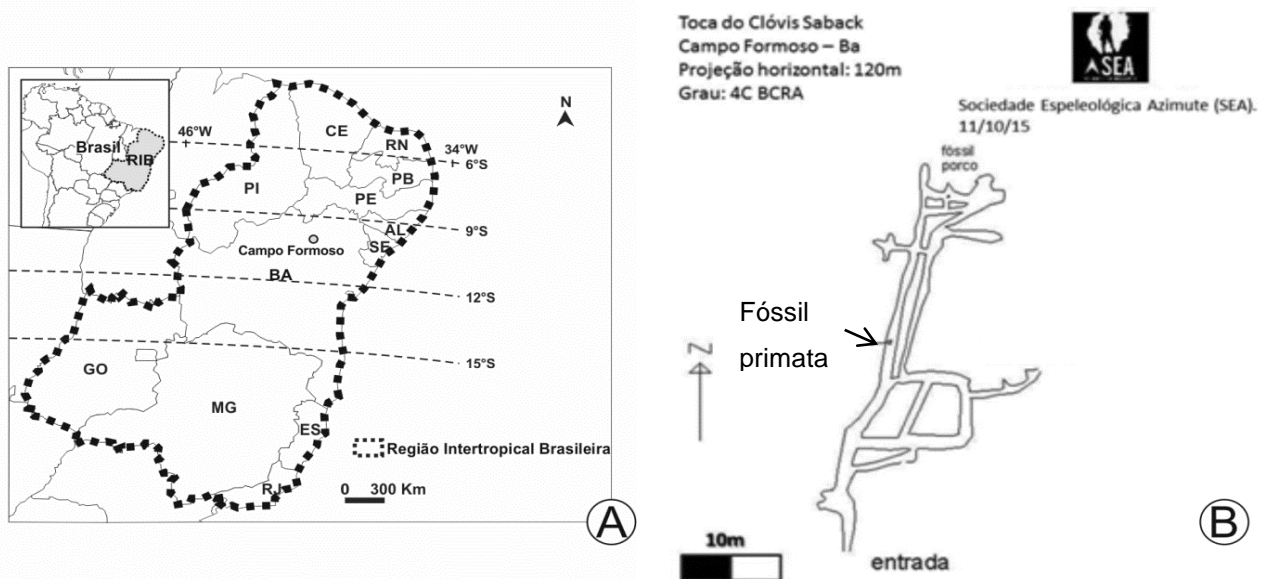 Brasil
RIB
46°W
34°W
N
6°S
9°S
12°S
15°S
CE
RN
PB
PI
PE
AL
SE
Campo Formoso
BA
GO
MG
ES
RJ
Região Intertropical Brasileira
0 300 Km
A
Toca do Clóvis Saback
Campo Formoso – Ba
Projeção horizontal: 120m
Grau: 4C BCRA
SEA
Sociedade Espeleológica Azimute (SEA).
11/10/15
fóssil
porco
Fóssil
primata
N
10m
entrada
B